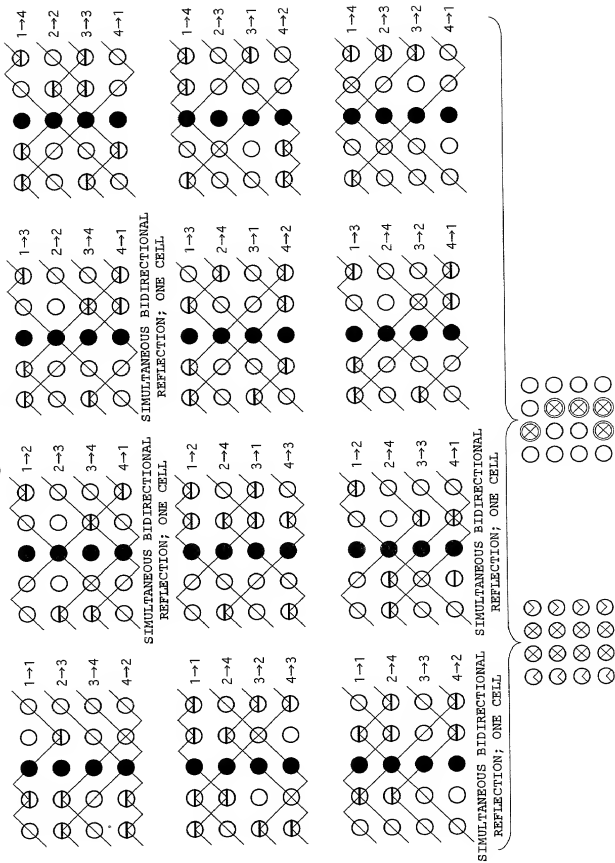 1→1 1→2 1→3 1→4
2→3 2→3 2→2 2→2
3→4 3→4 3→4 3→3
4→2 4→1 4→1 4→1
SIMULTANEOUS BIDIRECTIONAL
REFLECTION; ONE CELL
SIMULTANEOUS BIDIRECTIONAL
REFLECTION; ONE CELL
1→1 1→2 1→3 1→4
2→4 2→4 2→4 2→3
3→2 3→1 3→1 3→1
4→3 4→3 4→2 4→2
1→1 1→2 1→3 1→4
2→4 2→4 2→4 2→3
3→3 3→3 3→2 3→2
4→2 4→1 4→1 4→1
SIMULTANEOUS BIDIRECTIONAL
REFLECTION; ONE CELL
SIMULTANEOUS BIDIRECTIONAL
REFLECTION; ONE CELL